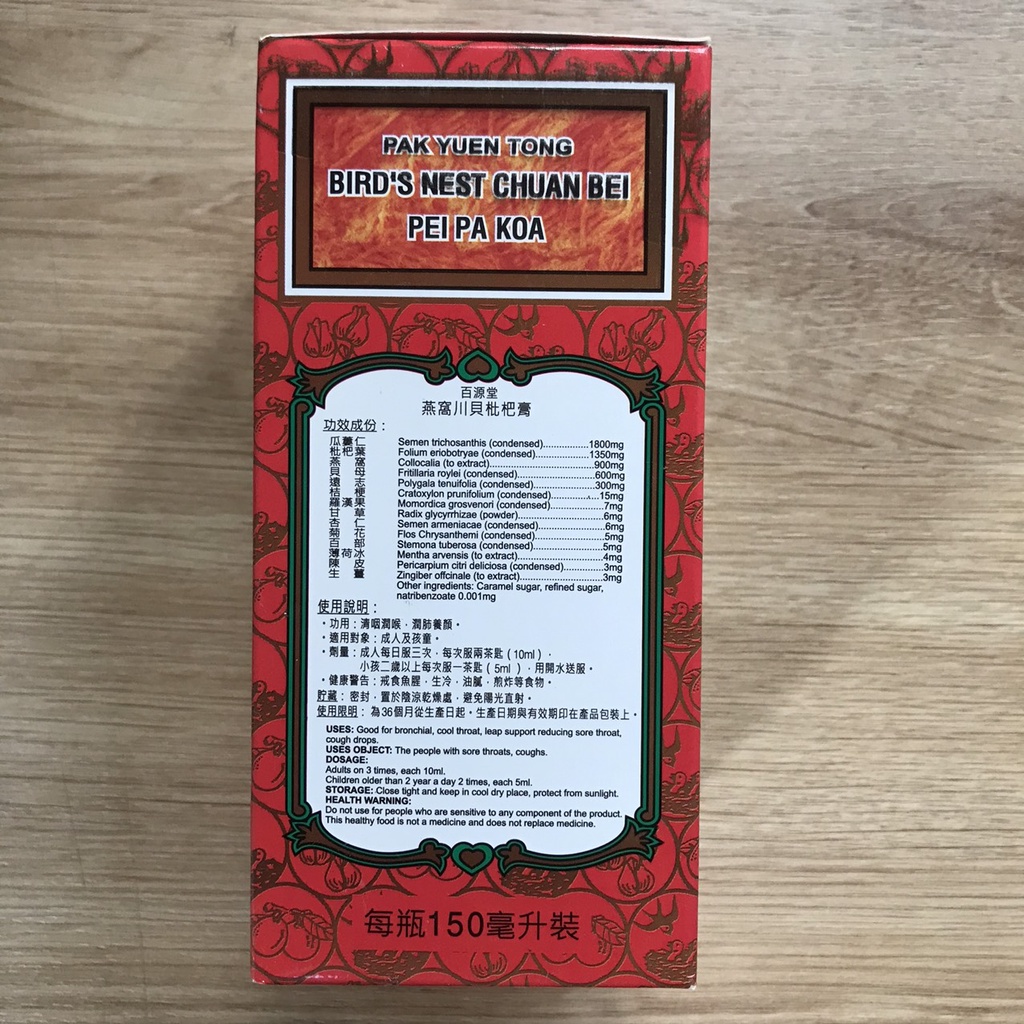 PAK YUEN TONG
BIRD'S NEST CHUAN BEI
PEI PA KOA
百源堂
燕窩川貝枇杷膏
功效成份：
瓜蔞仁 Semen trichosanthis (condensed)..................1800mg
枇杷葉 Folium eriobotryae (condensed)..................1350mg
燕窩 Collocalia (to extract)..................900mg
貝母 Fritillaria roylei (condensed)..................600mg
遠志 Polygala tenuifolia (condensed)..................300mg
桔梗 Cratoxylon prunifolium (condensed)..................15mg
羅漢果 Momordica grosvenori (condensed)..................7mg
甘草 Radix glycyrrhizae (powder)..................6mg
杏仁 Semen armeniacae (condensed)..................6mg
菊花 Flos Chrysanthemi (condensed)..................5mg
百部 Stemona tuberosa (condensed)..................5mg
薄荷冰 Mentha arvensis (to extract)..................4mg
陳皮 Pericarpium citri deliciosa (condensed)..................3mg
生薑 Zingiber offcinale (to extract)..................3mg
Other ingredients: Caramel sugar, refined sugar,
natribenzoate 0.001mg
使用說明：
・功用：清咽潤喉，潤肺養顏。
・適用對象：成人及孩童。
・劑量：成人每日服三次，每次服兩茶匙（10ml），
小孩二歲以上每次服一茶匙（5ml），用開水送服。
・健康警告：戒食魚腥，生冷，油膩，煎炸等食物。
貯藏：密封，置於陰涼乾燥處，避免陽光直射。
使用限明：為36個月從生產日起。生產日期與有效期印在產品包裝上。
USES: Good for bronchial, cool throat, leap support reducing sore throat,
cough drops.
USES OBJECT: The people with sore throats, coughs.
DOSAGE:
Adults on 3 times, each 10ml.
Children older than 2 year a day 2 times, each 5ml.
STORAGE: Close tight and keep in cool dry place, protect from sunlight.
HEALTH WARNING:
Do not use for people who are sensitive to any component of the product.
This healthy food is not a medicine and does not replace medicine.
每瓶150毫升裝